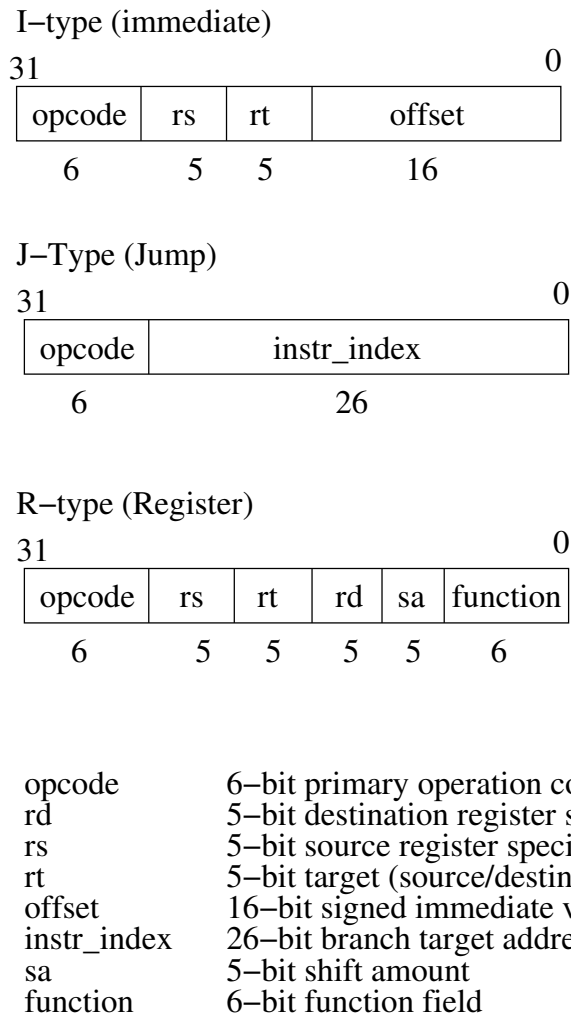 I−type (immediate)
31 0
opcode rs rt offset
6 5 5 16
J−Type (Jump)
31 0
opcode instr_index
6 26
R−type (Register)
31 0
opcode rs rt rd sa function
6 5 5 5 5 6
opcode 6−bit primary operation
rd 5−bit destination register
rs 5−bit source register
rt 5−bit target
offset 16−bit signed immediate
instr_index 26−bit branch target
sa 5−bit shift amount
function 6−bit function field